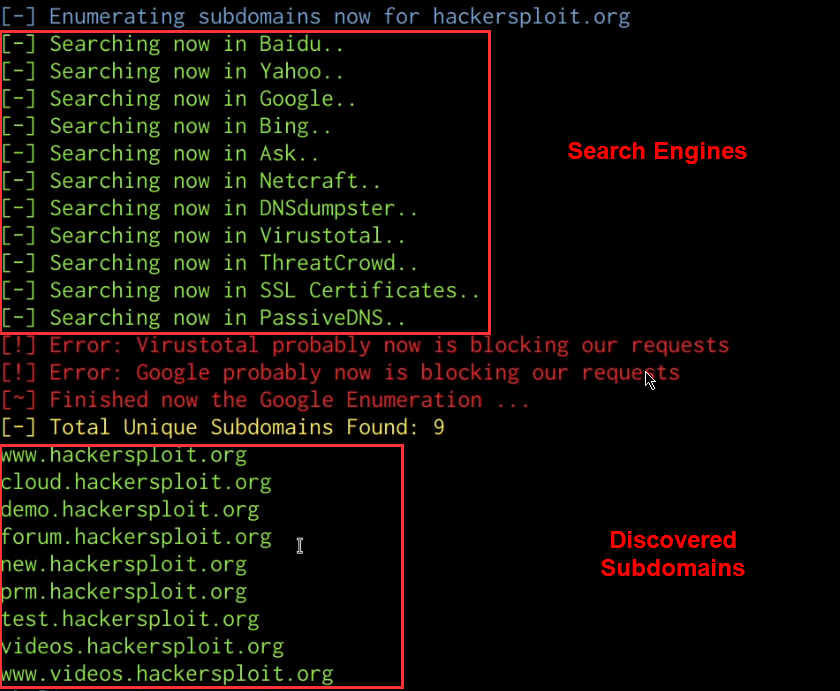 [-] Enumerating subdomains now for hackersploit.org
[-] Searching now in Baidu..
[-] Searching now in Yahoo..
[-] Searching now in Google..
[-] Searching now in Bing..
[-] Searching now in Ask..
[-] Searching now in Netcraft..
[-] Searching now in DNSdumpster..
[-] Searching now in Virustotal..
[-] Searching now in ThreatCrowd..
[-] Searching now in SSL Certificates..
[-] Searching now in PassiveDNS..
Search Engines
[!] Error: Virustotal probably now is blocking our requests
[!] Error: Google probably now is blocking our requests
[~] Finished now the Google Enumeration ...
[-] Total Unique Subdomains Found: 9
www.hackersploit.org
cloud.hackersploit.org
demo.hackersploit.org
forum.hackersploit.org
new.hackersploit.org
prm.hackersploit.org
test.hackersploit.org
videos.hackersploit.org
www.videos.hackersploit.org
Discovered
Subdomains